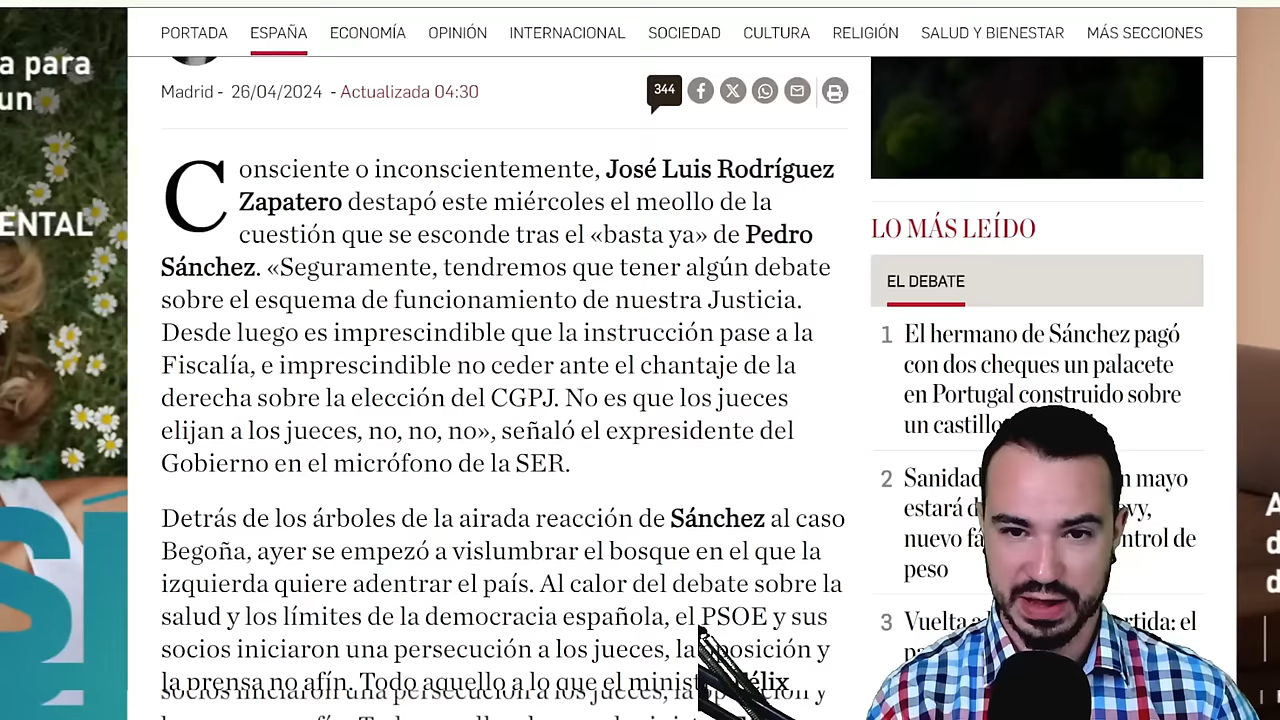 a para
un
ENTAL
PORTADA ESPAÑA ECONOMÍA OPINIÓN INTERNACIONAL SOCIEDAD CULTURA RELIGIÓN SALUD Y BIENESTAR MÁS SECCIONES
Madrid - 26/04/2024 - Actualizada 04:30
344
Consciente o inconscientemente, José Luis Rodríguez
Zapatero destapó este miércoles el meollo de la
cuestión que se esconde tras el «basta ya» de Pedro
Sánchez. «Seguramente, tendremos que tener algún debate
sobre el esquema de funcionamiento de nuestra Justicia.
Desde luego es imprescindible que la instrucción pase a la
Fiscalía, e imprescindible no ceder ante el chantaje de la
derecha sobre la elección del CGPJ. No es que los jueces
elijan a los jueces, no, no, no», señaló el expresidente del
Gobierno en el micrófono de la SER.
Detrás de los árboles de la airada reacción de Sánchez al caso
Begoña, ayer se empezó a vislumbrar el bosque en el que la
izquierda quiere adentrar el país. Al calor del debate sobre la
salud y los límites de la democracia española, el PSOE y sus
socios iniciaron una persecución a los jueces, la oposición y
la prensa no afín. Todo aquello a lo que el minist Félix
LO MÁS LEÍDO
EL DEBATE
1 El hermano de Sánchez pagó
con dos cheques un palacete
en Portugal construido sobre
un castillo
2 Sanidad mayo
estará
nuevo ntrol de
peso
3 Vuelta rtida: el